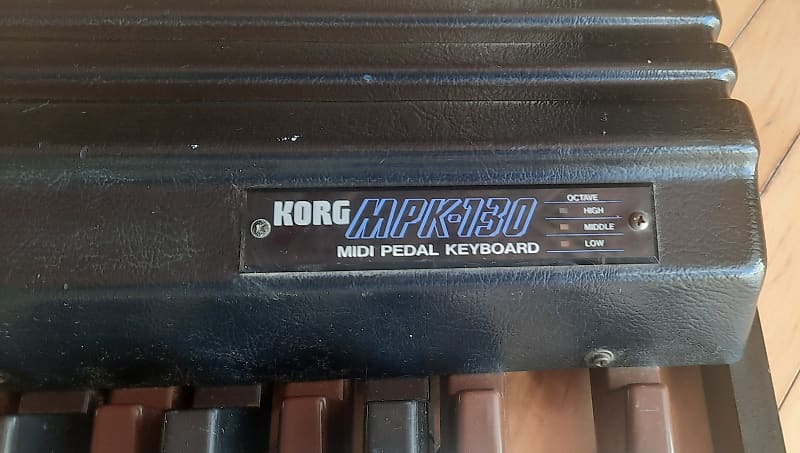 KORG MPK-130
MIDI PEDAL KEYBOARD
OCTAVE
HIGH
MIDDLE
LOW